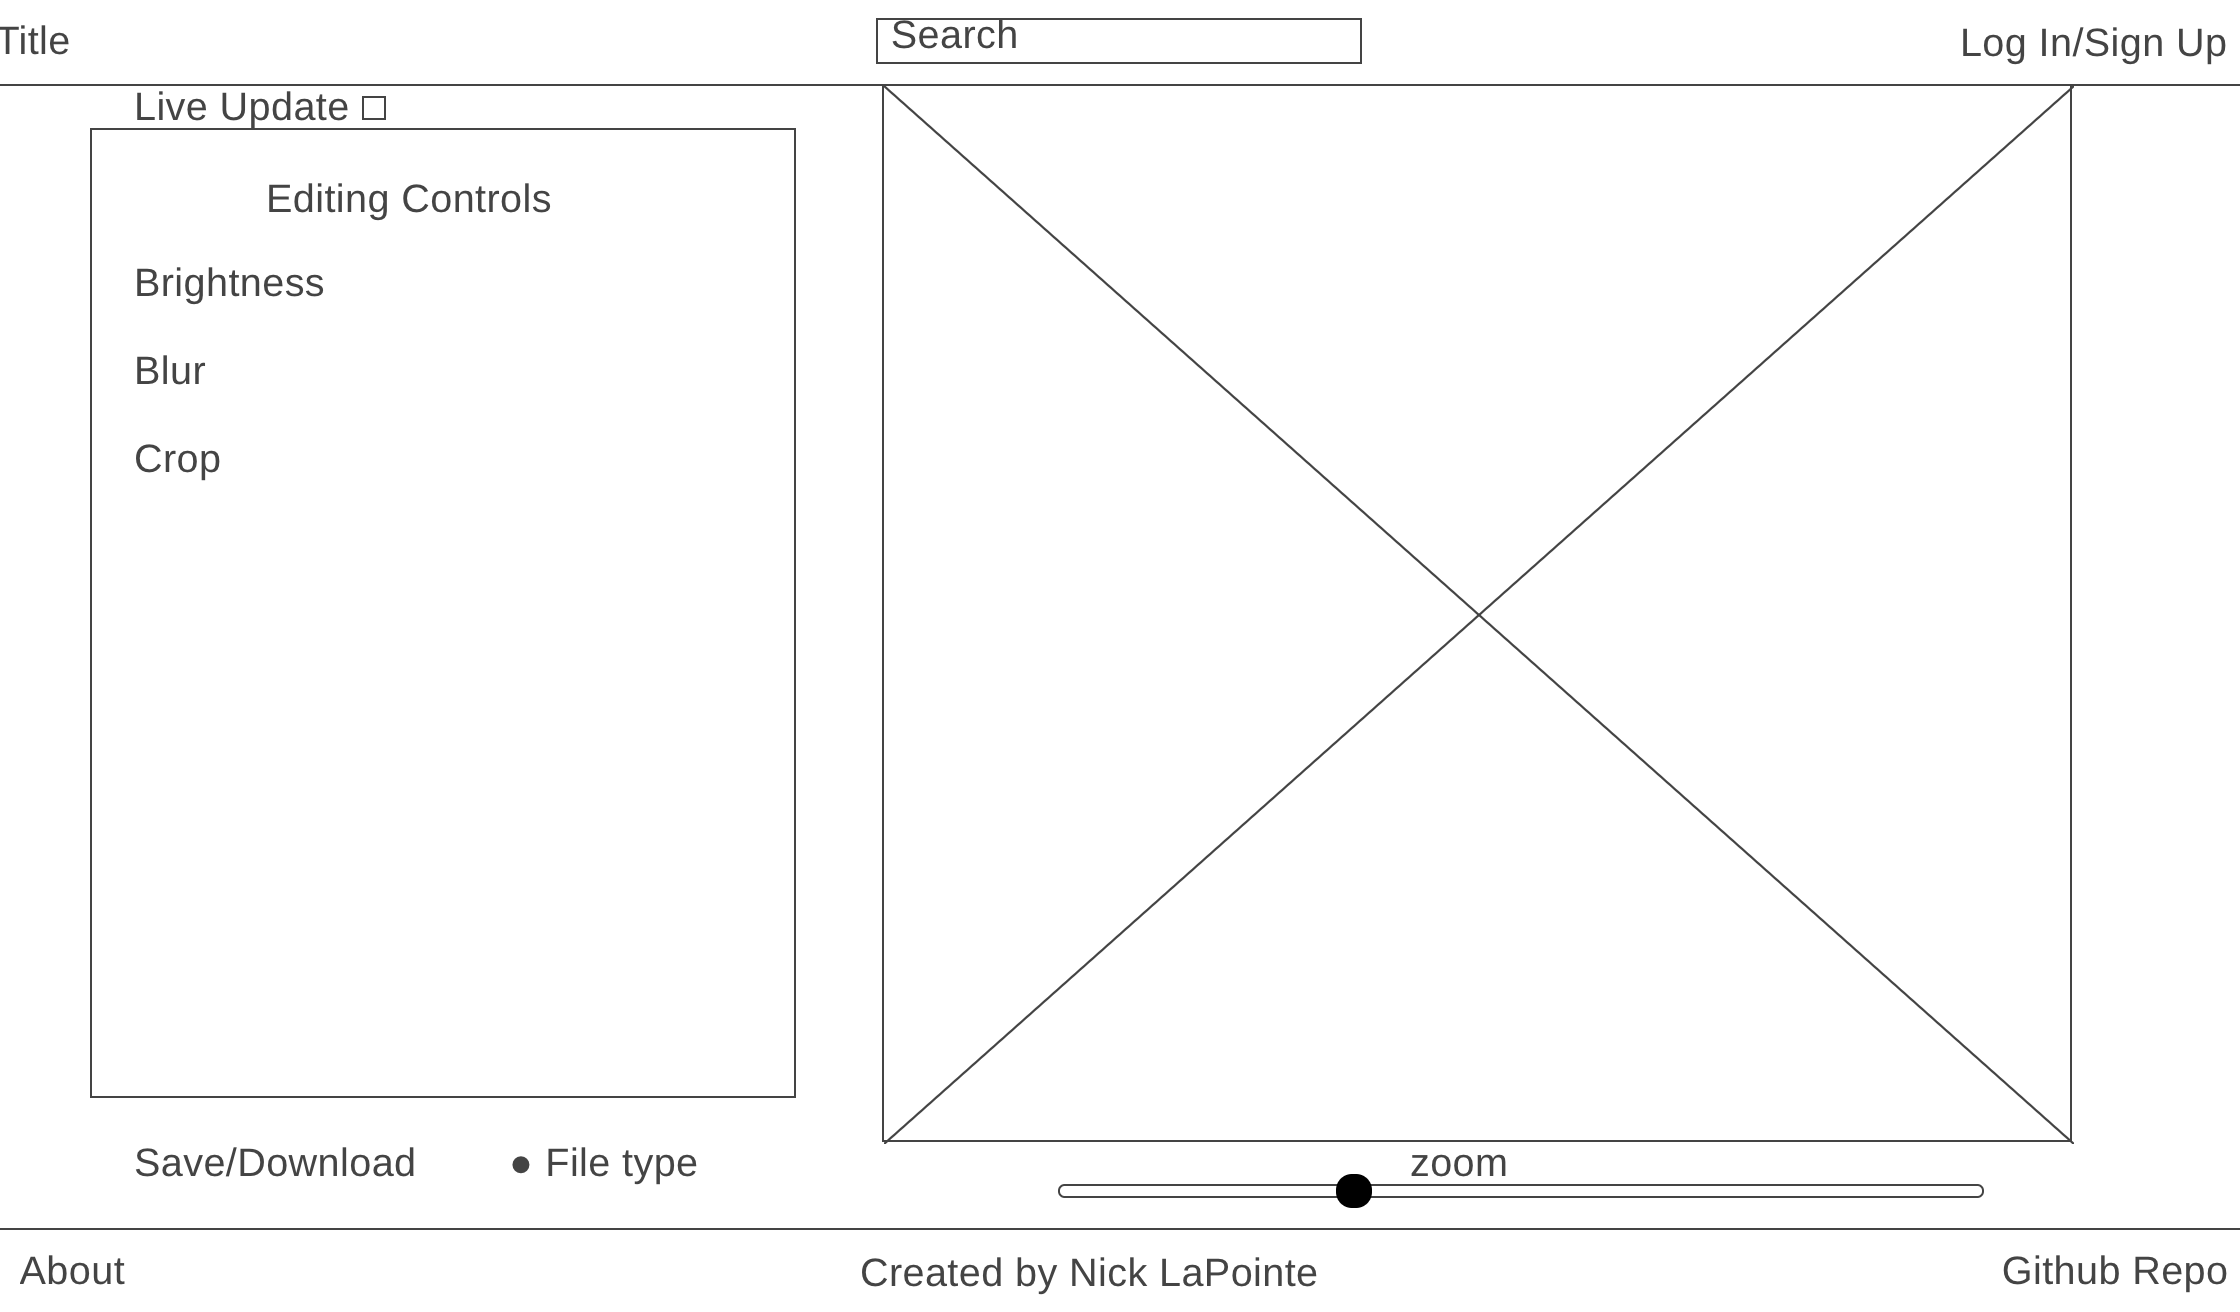 Title
Search
Log In/Sign Up
Live Update
Editing Controls
Brightness
Blur
Crop
Save/Download
● File type
zoom
About
Created by Nick LaPointe
Github Repo